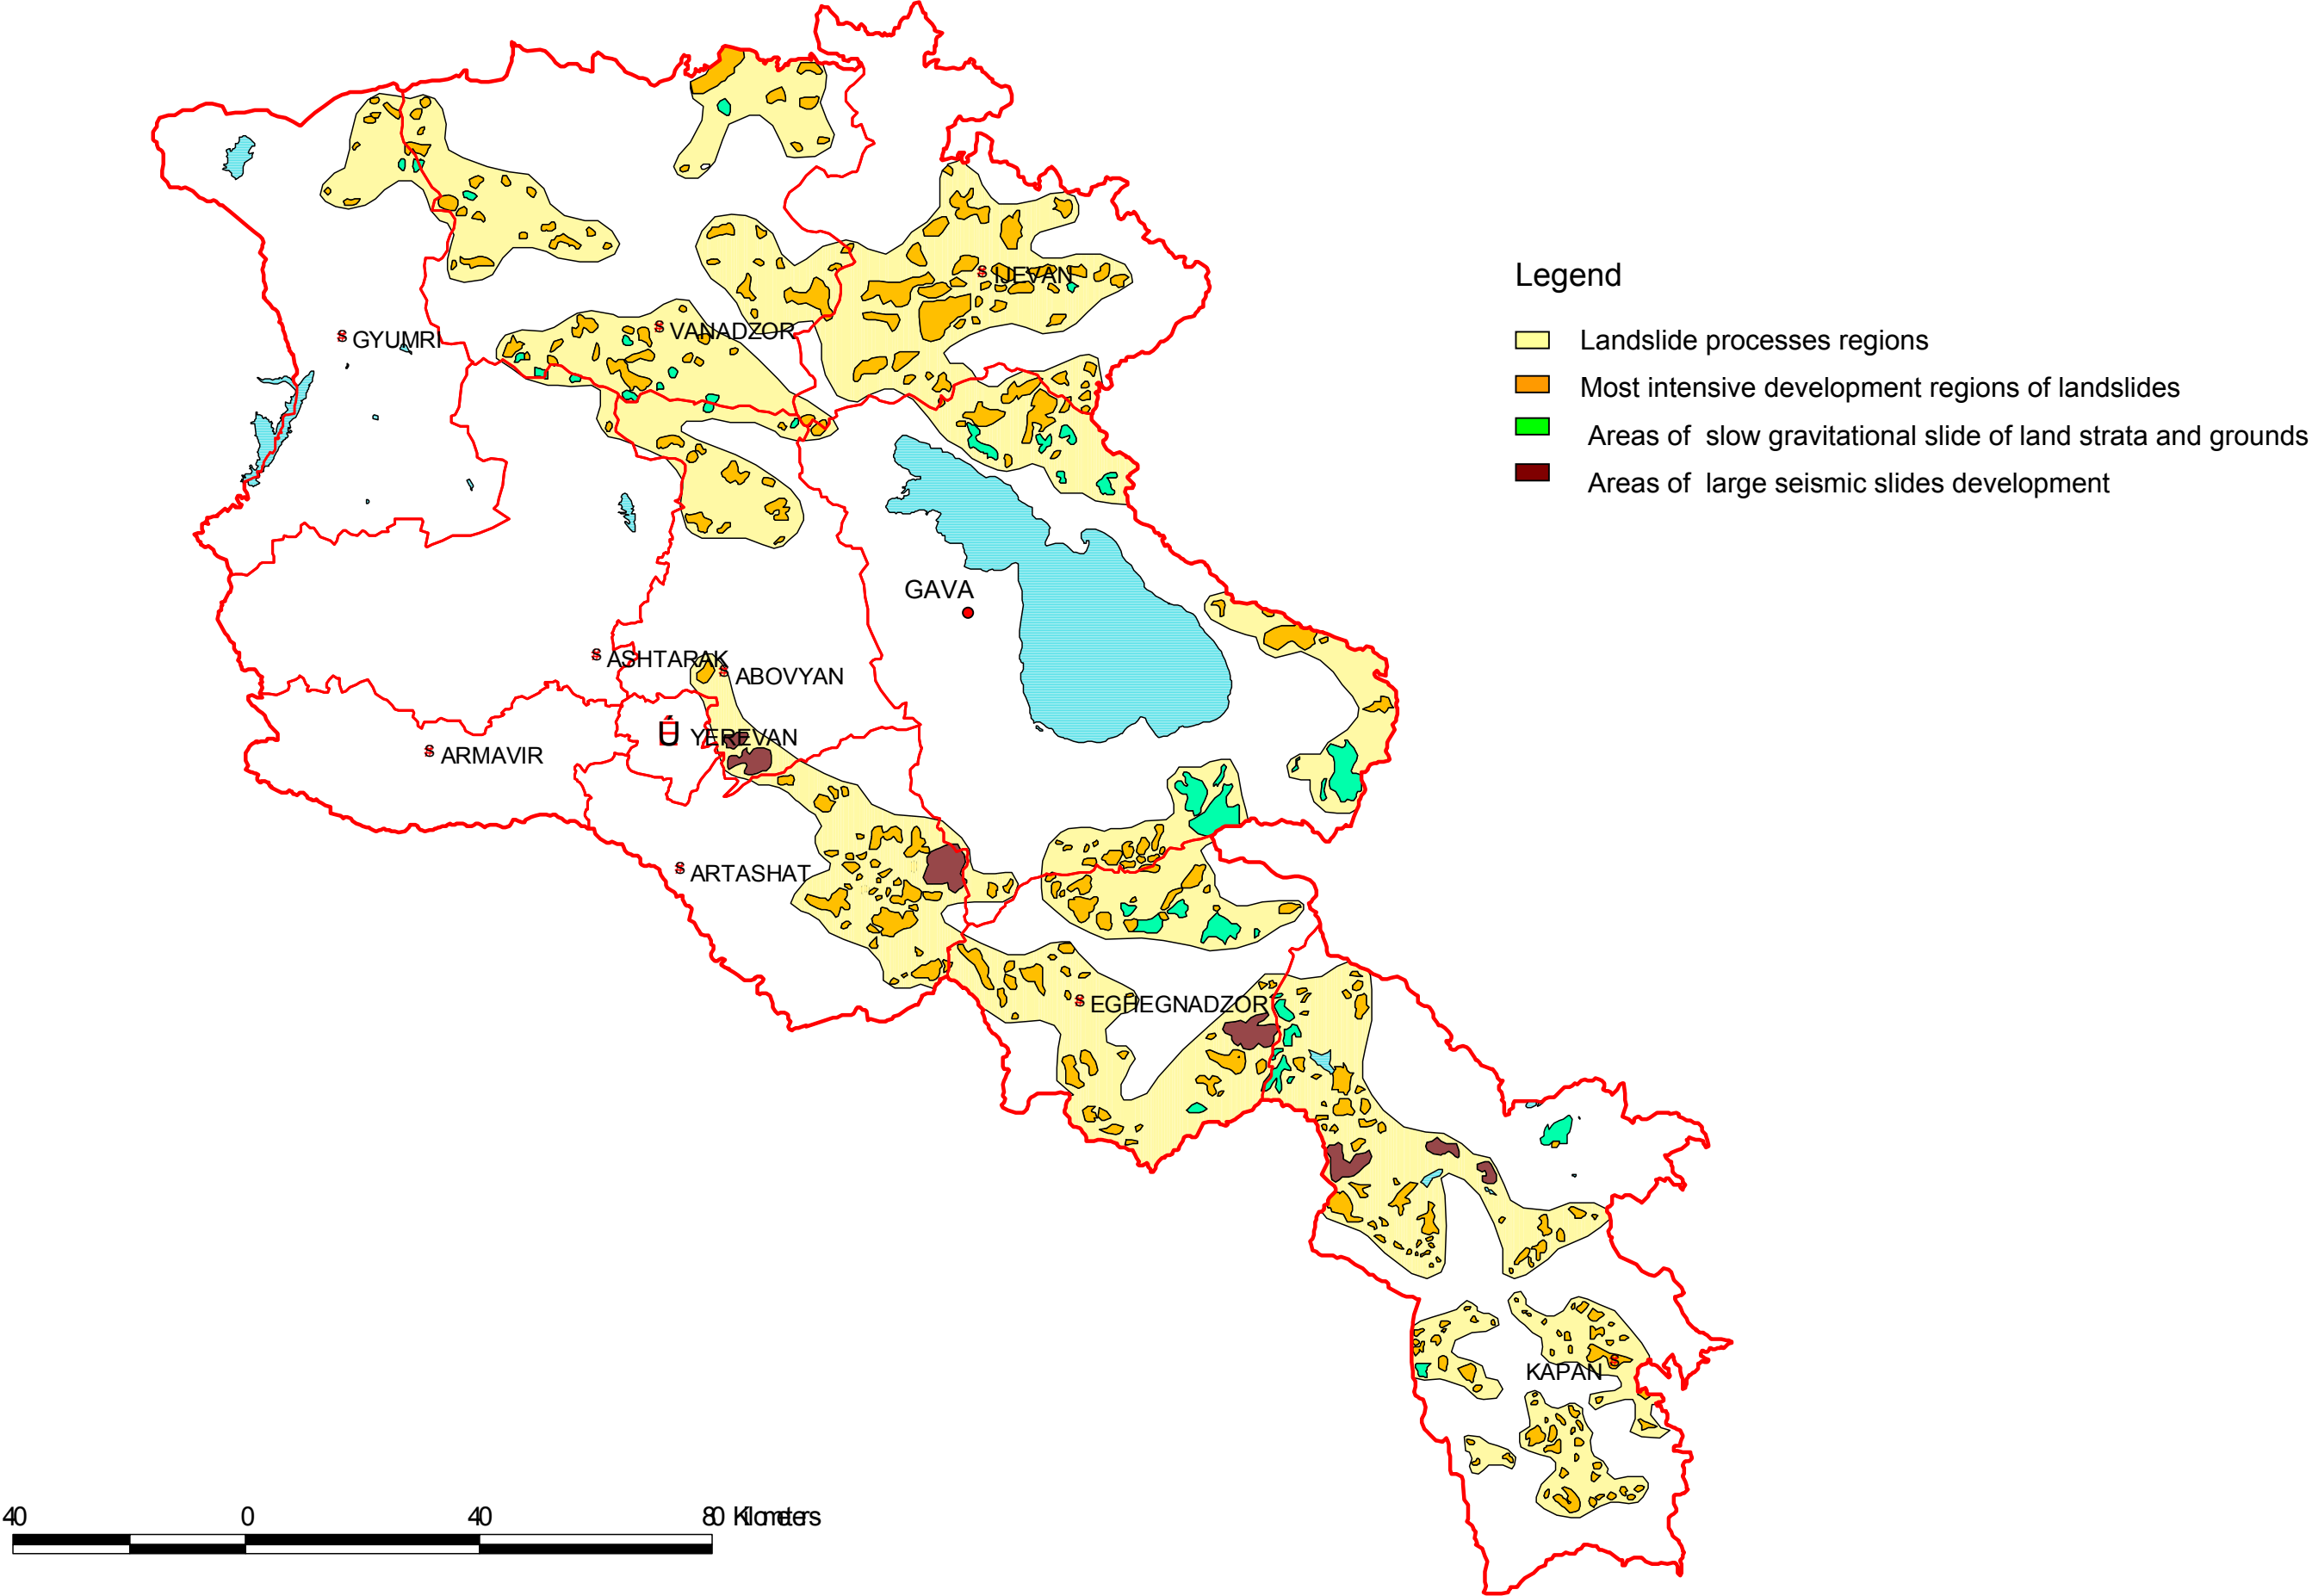 Legend
IJEVAN
VANADZOR
GYUMRI
Landslide processes regions
Most intensive development regions of landslides
Areas of slow gravitational slide of land strata and grounds
Areas of large seismic slides development
GAVA
ASHTARAK
ABOVYAN
YEREVAN
ARMAVIR
ARTASHAT
EGHEGNADZOR
KAPAN
40 0 40 80 Kilometers